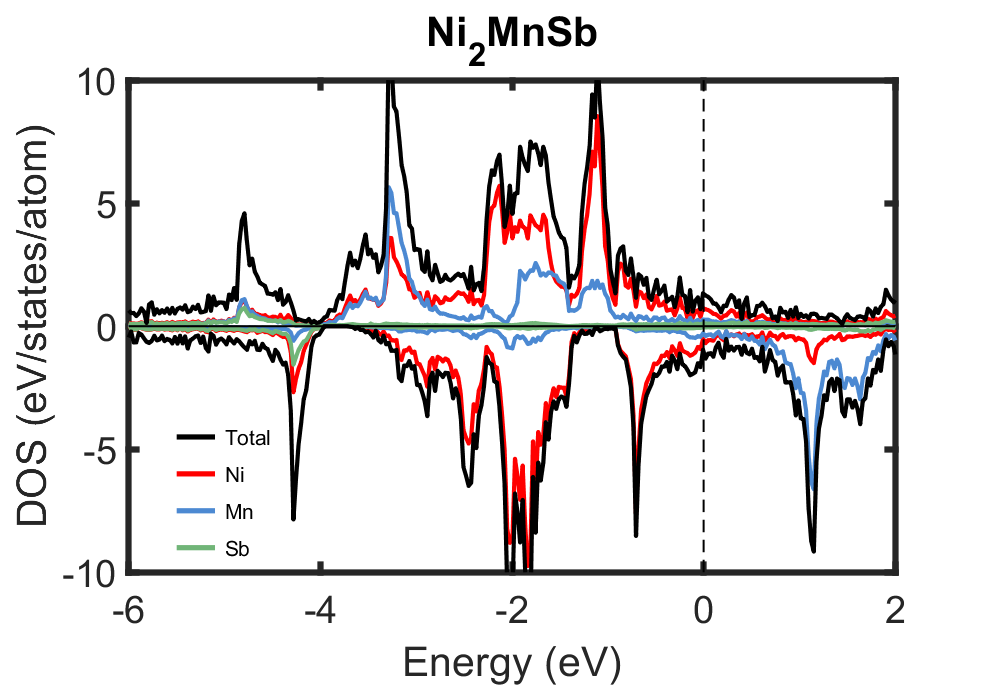 Ni₂MnSb
DOS (eV/states/atom)
10
5
0
-5
-10
Total
Ni
Mn
Sb
-6 -4 -2 0 2
Energy (eV)